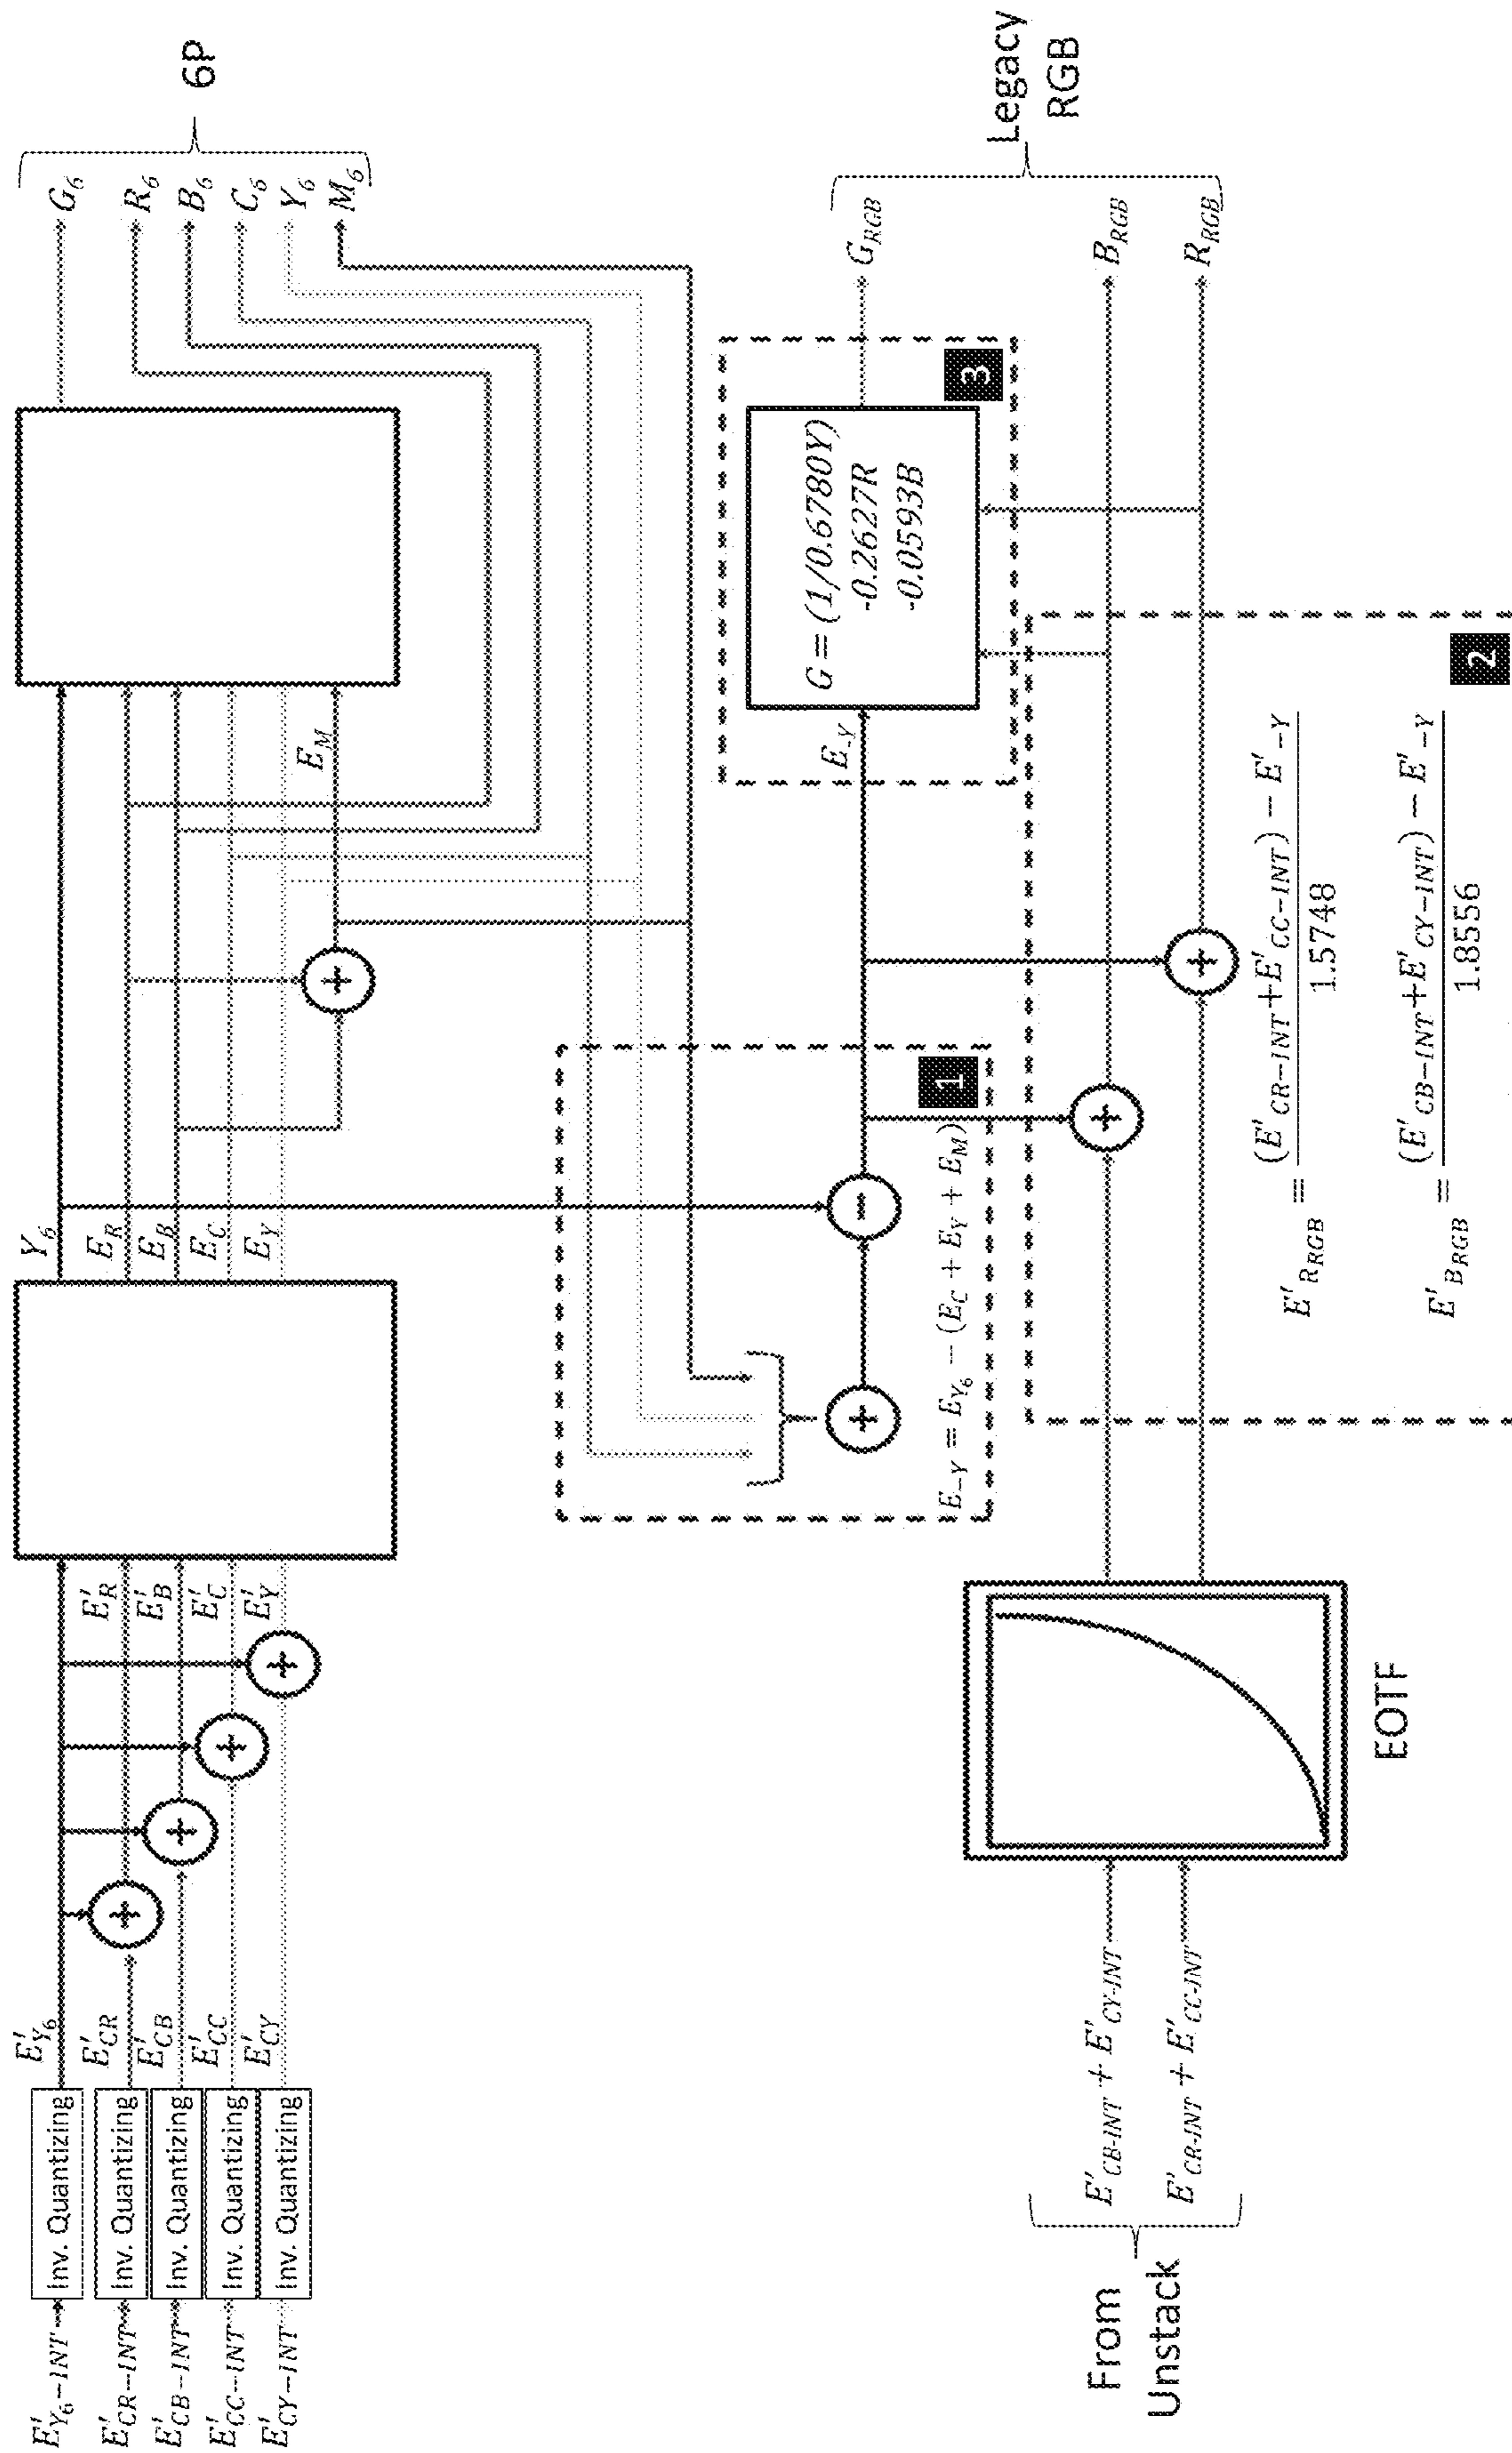 E'Y6-INT
Inv. Quantizing
E'Y6
E'CR-INT
Inv. Quantizing
E'CR
E'CB-INT
Inv. Quantizing
E'CB
E'CC-INT
Inv. Quantizing
E'CC
E'CY-INT
Inv. Quantizing
E'CY
+
+
+
+
E'R
E'B
E'C
E'Y
Y6
ER
EB
EC
EY
+
EM
G6
R6
B6
C6
Y6
M6
6P
+
−
E−Y = EY6 − (EC + EY + EM)
1
E−Y
G = (1/0.6780Y)
-0.2627R
-0.0593B
3
GRGB
BRGB
RRGB
Legacy
RGB
From
Unstack
E'CB-INT + E'CY-INT
E'CR-INT + E'CC-INT
EOTF
+
+
E'RRGB = (E'CR−INT+E'CC−INT) − E'−Y
1.5748
E'BRGB = (E'CB−INT+E'CY−INT) − E'−Y
1.8556
2